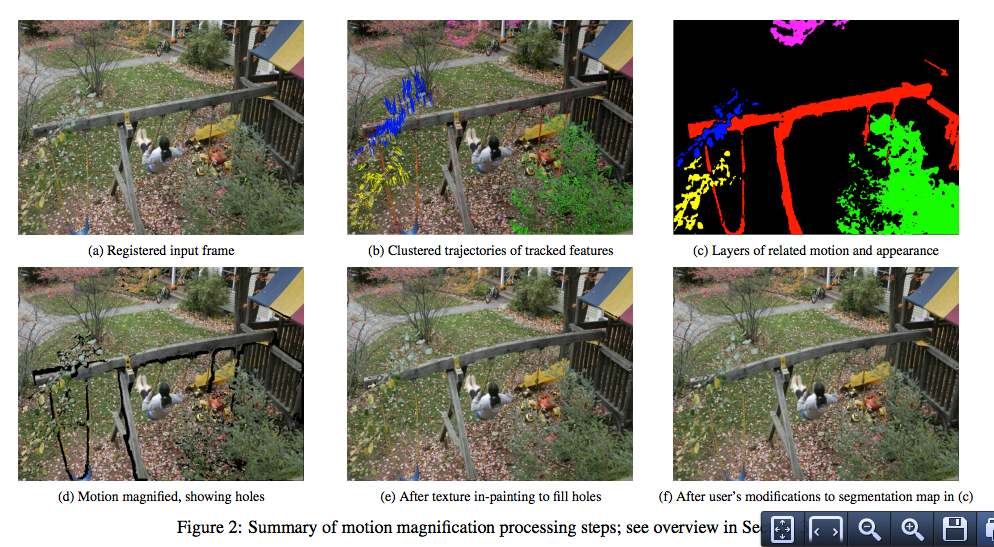 (a) Registered input frame
(b) Clustered trajectories of tracked features
(c) Layers of related motion and appearance
(d) Motion magnified, showing holes
(e) After texture in-painting to fill holes
(f) After user's modifications to segmentation map in (c)
Figure 2: Summary of motion magnification processing steps; see overview in